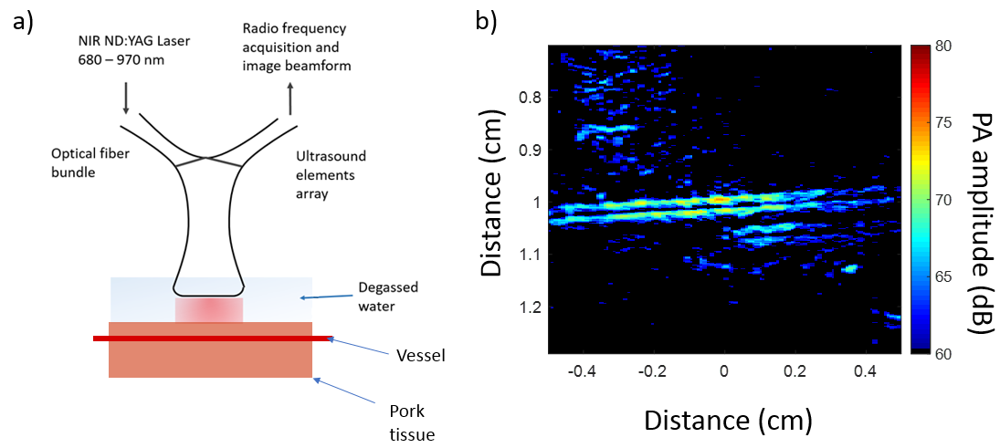 a)
NIR ND:YAG Laser
680 – 970 nm
Radio frequency
acquisition and
image beamform
Optical fiber
bundle
Ultrasound
elements
array
Degassed
water
Vessel
Pork
tissue
b)
Distance (cm)
0.8
0.9
1
1.1
1.2
-0.4
-0.2
0
0.2
0.4
Distance (cm)
80
75
70
65
60
PA amplitude (dB)